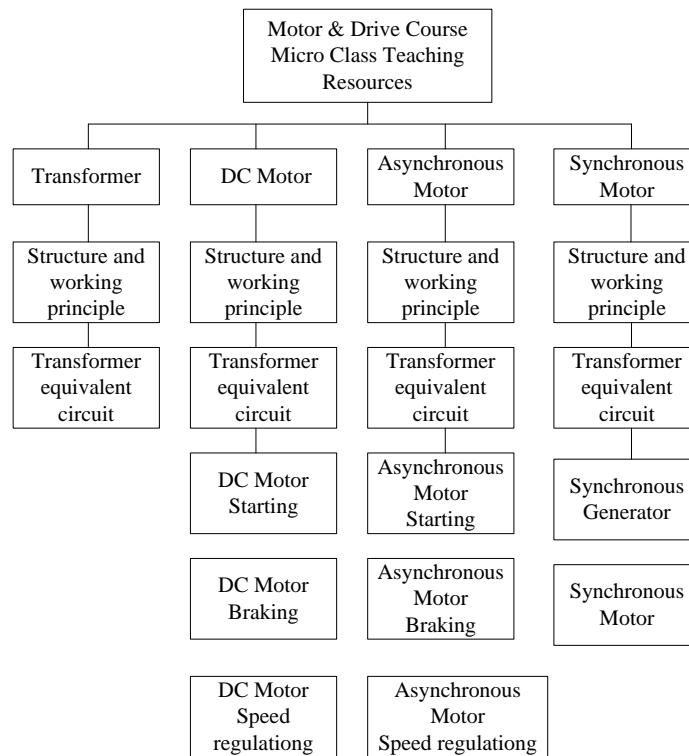 Motor & Drive Course
Micro Class Teaching
Resources
Transformer
DC Motor
Asynchronous
Motor
Synchronous
Motor
Structure and
working
principle
Structure and
working
principle
Structure and
working
principle
Structure and
working
principle
Transformer
equivalent
circuit
Transformer
equivalent
circuit
Transformer
equivalent
circuit
Transformer
equivalent
circuit
DC Motor
Starting
Asynchronous
Motor
Starting
Synchronous
Generator
DC Motor
Braking
Asynchronous
Motor
Braking
Synchronous
Motor
DC Motor
Speed
regulationg
Asynchronous
Motor
Speed regulationg